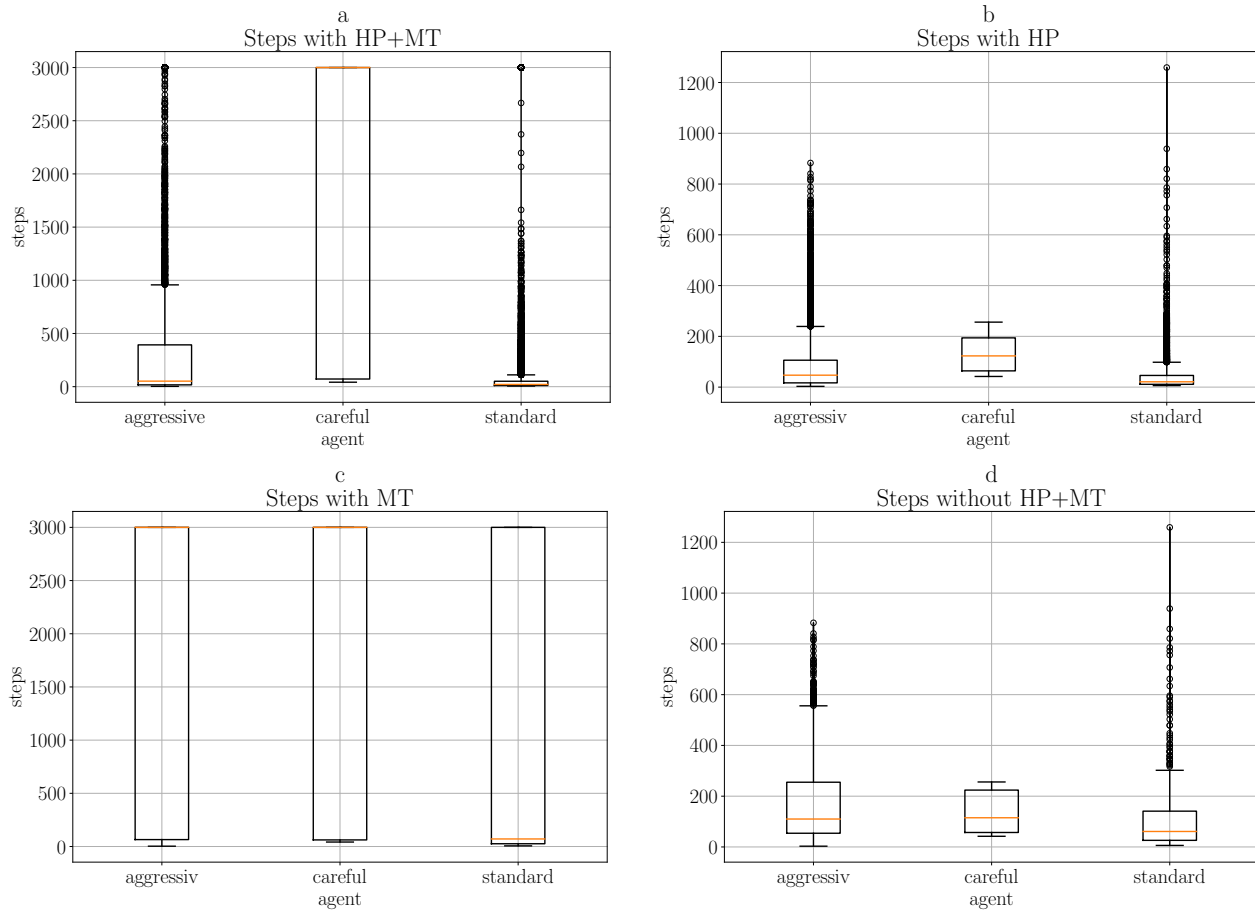 a
Steps with HP+MT
3000
2500
2000
1500
1000
500
0
steps
aggressive careful standard
agent
b
Steps with HP
1200
1000
800
600
400
200
0
steps
aggressiv careful standard
agent
c
Steps with MT
3000
2500
2000
1500
1000
500
0
steps
aggressiv careful standard
agent
d
Steps without HP+MT
1200
1000
800
600
400
200
0
steps
aggressiv careful standard
agent